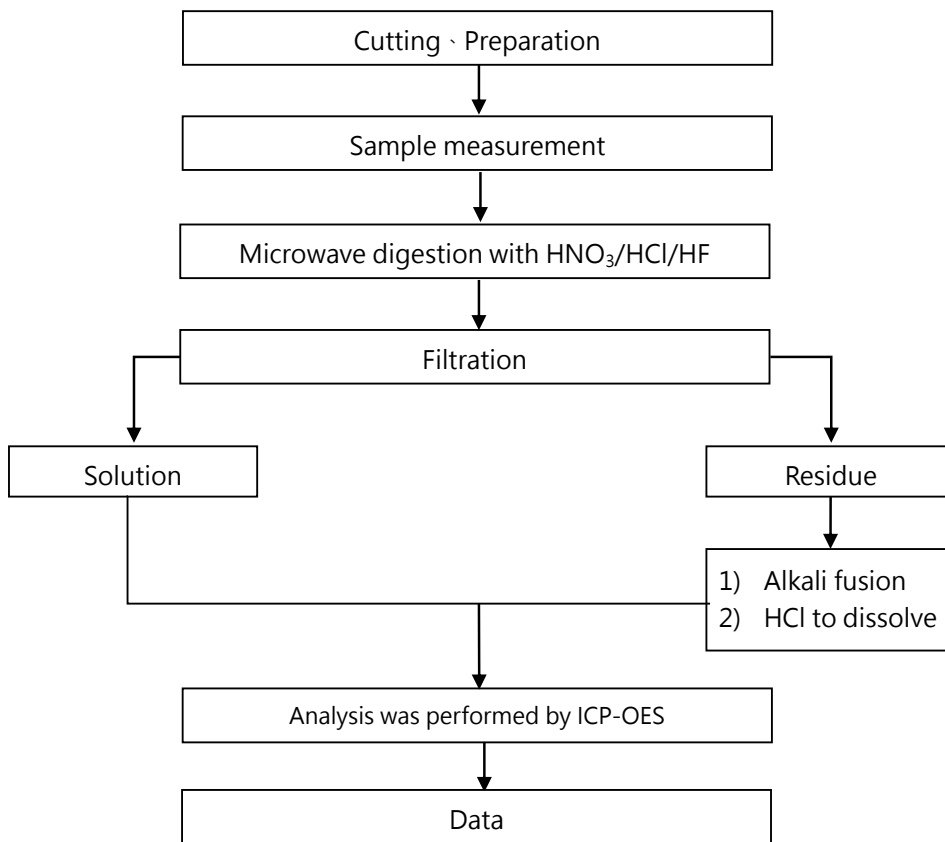 Cutting、Preparation
Sample measurement
Microwave digestion with HNO₃/HCl/HF
Filtration
Solution
Residue
1) Alkali fusion
2) HCl to dissolve
Analysis was performed by ICP-OES
Data